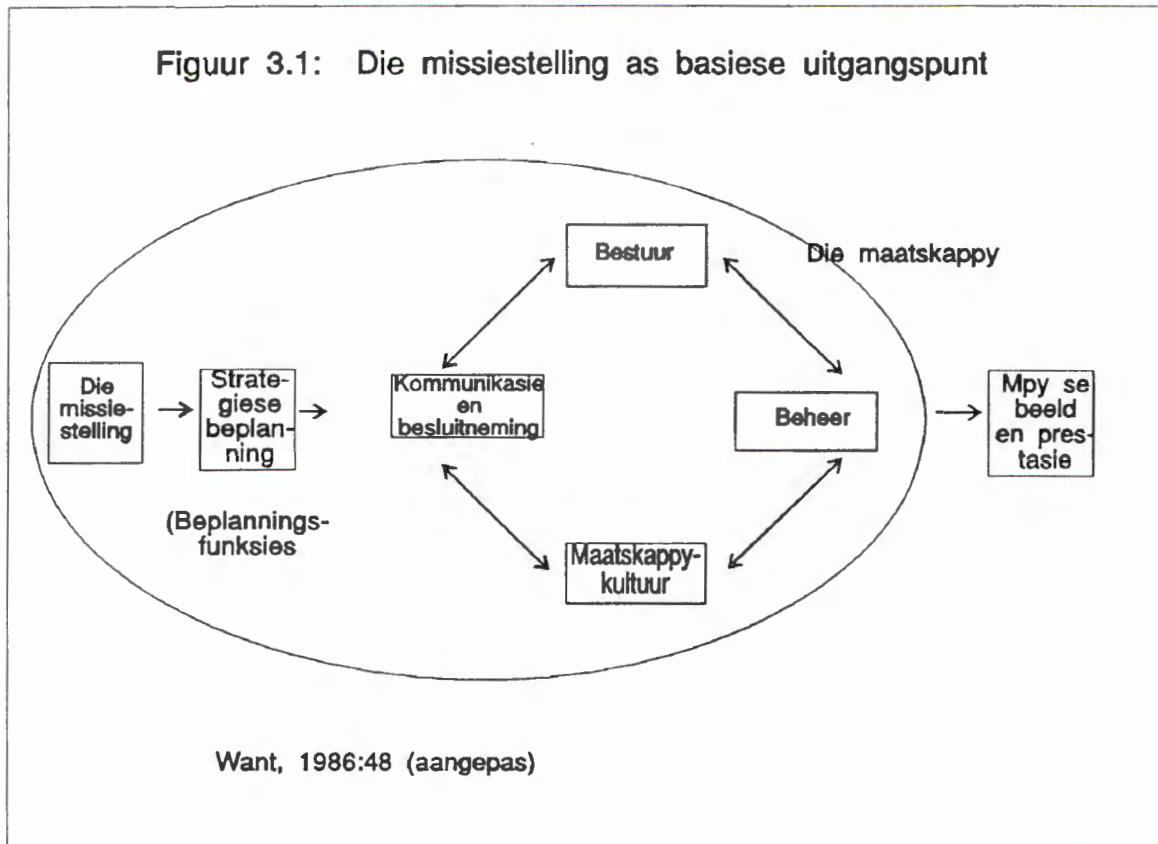 Figuur 3.1: Die missiestelling as basiese uitgangspunt
Bestuur
Die maatskappy
Die
missie-
stelling
Strate-
giese
beplan-
ning
(Beplannings-
funksies
Kommunikasie
en
besluitneming
Beheer
Maatskappy-
kultuur
Mpy se
beeld
en pres-
tasie
Want, 1986:48 (aangepas)